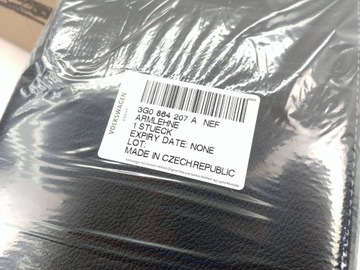 VOLKSWAGEN
3G0 864 207 A NEF
ARMLEHNE
1 STUECK
EXPIRY DATE: NONE
LOT:
MADE IN CZECH.REPUBLIC